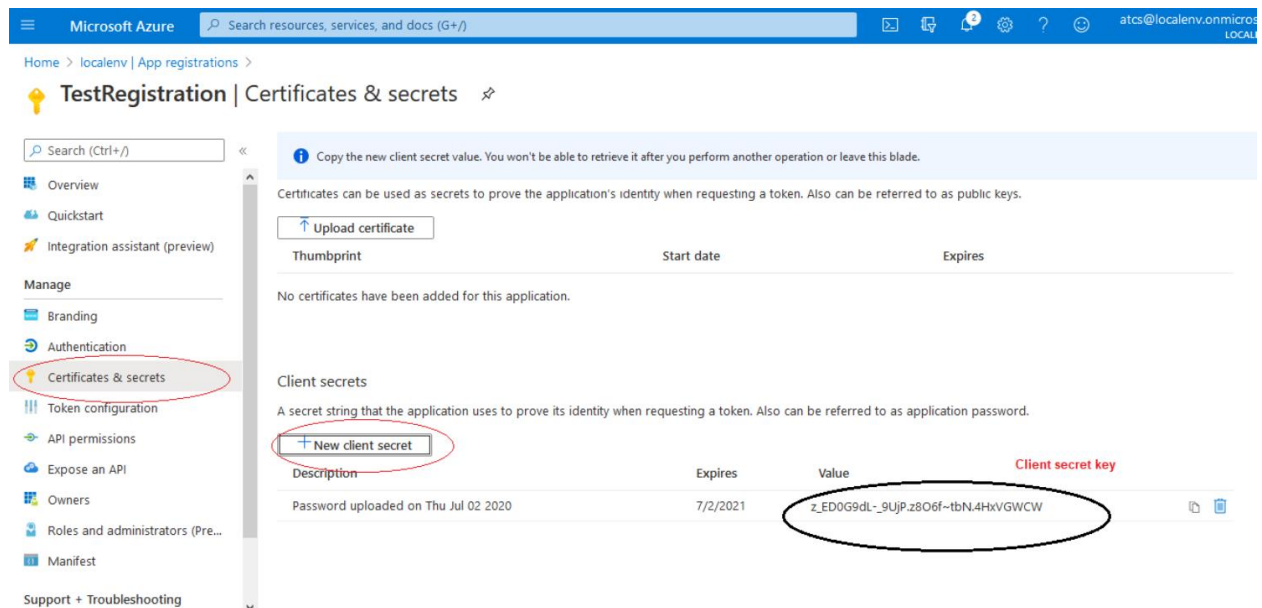 Microsoft Azure
Search resources, services, and docs (G+/)
2
atcs@localenv.onmicros
LOCAL
Home > localenv | App registrations >
TestRegistration | Certificates & secrets
Search (Ctrl+/)
«
Overview
Quickstart
Integration assistant (preview)
Manage
Branding
Authentication
Certificates & secrets
Token configuration
API permissions
Expose an API
Owners
Roles and administrators (Pre...
Manifest
Support + Troubleshooting
Copy the new client secret value. You won't be able to retrieve it after you perform another operation or leave this blade.
Certificates can be used as secrets to prove the application's identity when requesting a token. Also can be referred to as public keys.
Upload certificate
Thumbprint Start date Expires
No certificates have been added for this application.
Client secrets
A secret string that the application uses to prove its identity when requesting a token. Also can be referred to as application password.
+ New client secret
Client secret key
Description Expires Value
Password uploaded on Thu Jul 02 2020 7/2/2021 z_ED0G9dL-_9UjP.z8O6f~tbN.4HxVGWCW